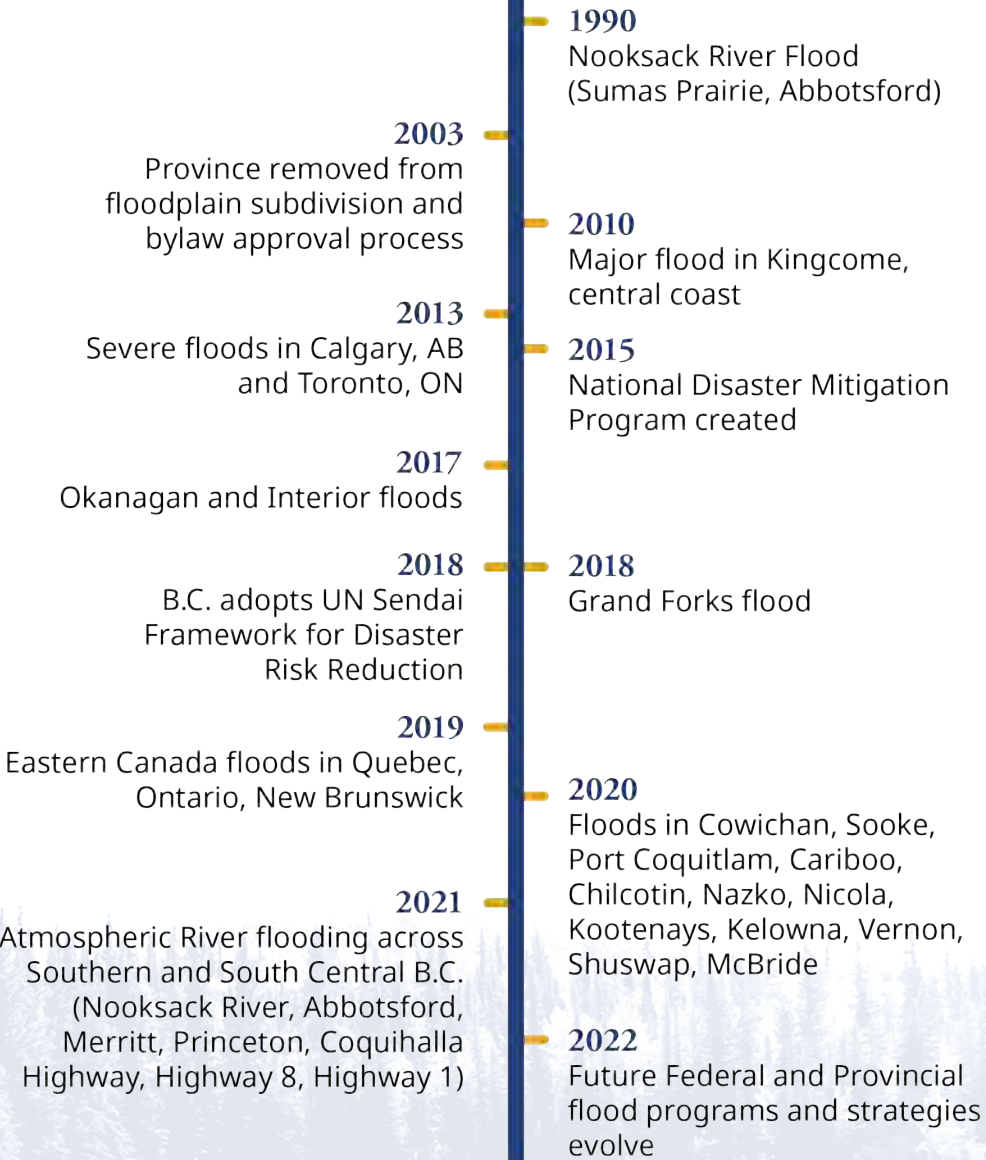 1990
Nooksack River Flood
(Sumas Prairie, Abbotsford)
2003
Province removed from
floodplain subdivision and
bylaw approval process
2010
Major flood in Kingcome,
central coast
2013
Severe floods in Calgary, AB
and Toronto, ON
2015
National Disaster Mitigation
Program created
2017
Okanagan and Interior floods
2018
B.C. adopts UN Sendai
Framework for Disaster
Risk Reduction
2018
Grand Forks flood
2019
Eastern Canada floods in Quebec,
Ontario, New Brunswick
2020
Floods in Cowichan, Sooke,
Port Coquitlam, Cariboo,
Chilcotin, Nazko, Nicola,
Kootenays, Kelowna, Vernon,
Shuswap, McBride
2021
Atmospheric River flooding across
Southern and South Central B.C.
(Nooksack River, Abbotsford,
Merritt, Princeton, Coquihalla
Highway, Highway 8, Highway 1)
2022
Future Federal and Provincial
flood programs and strategies
evolve